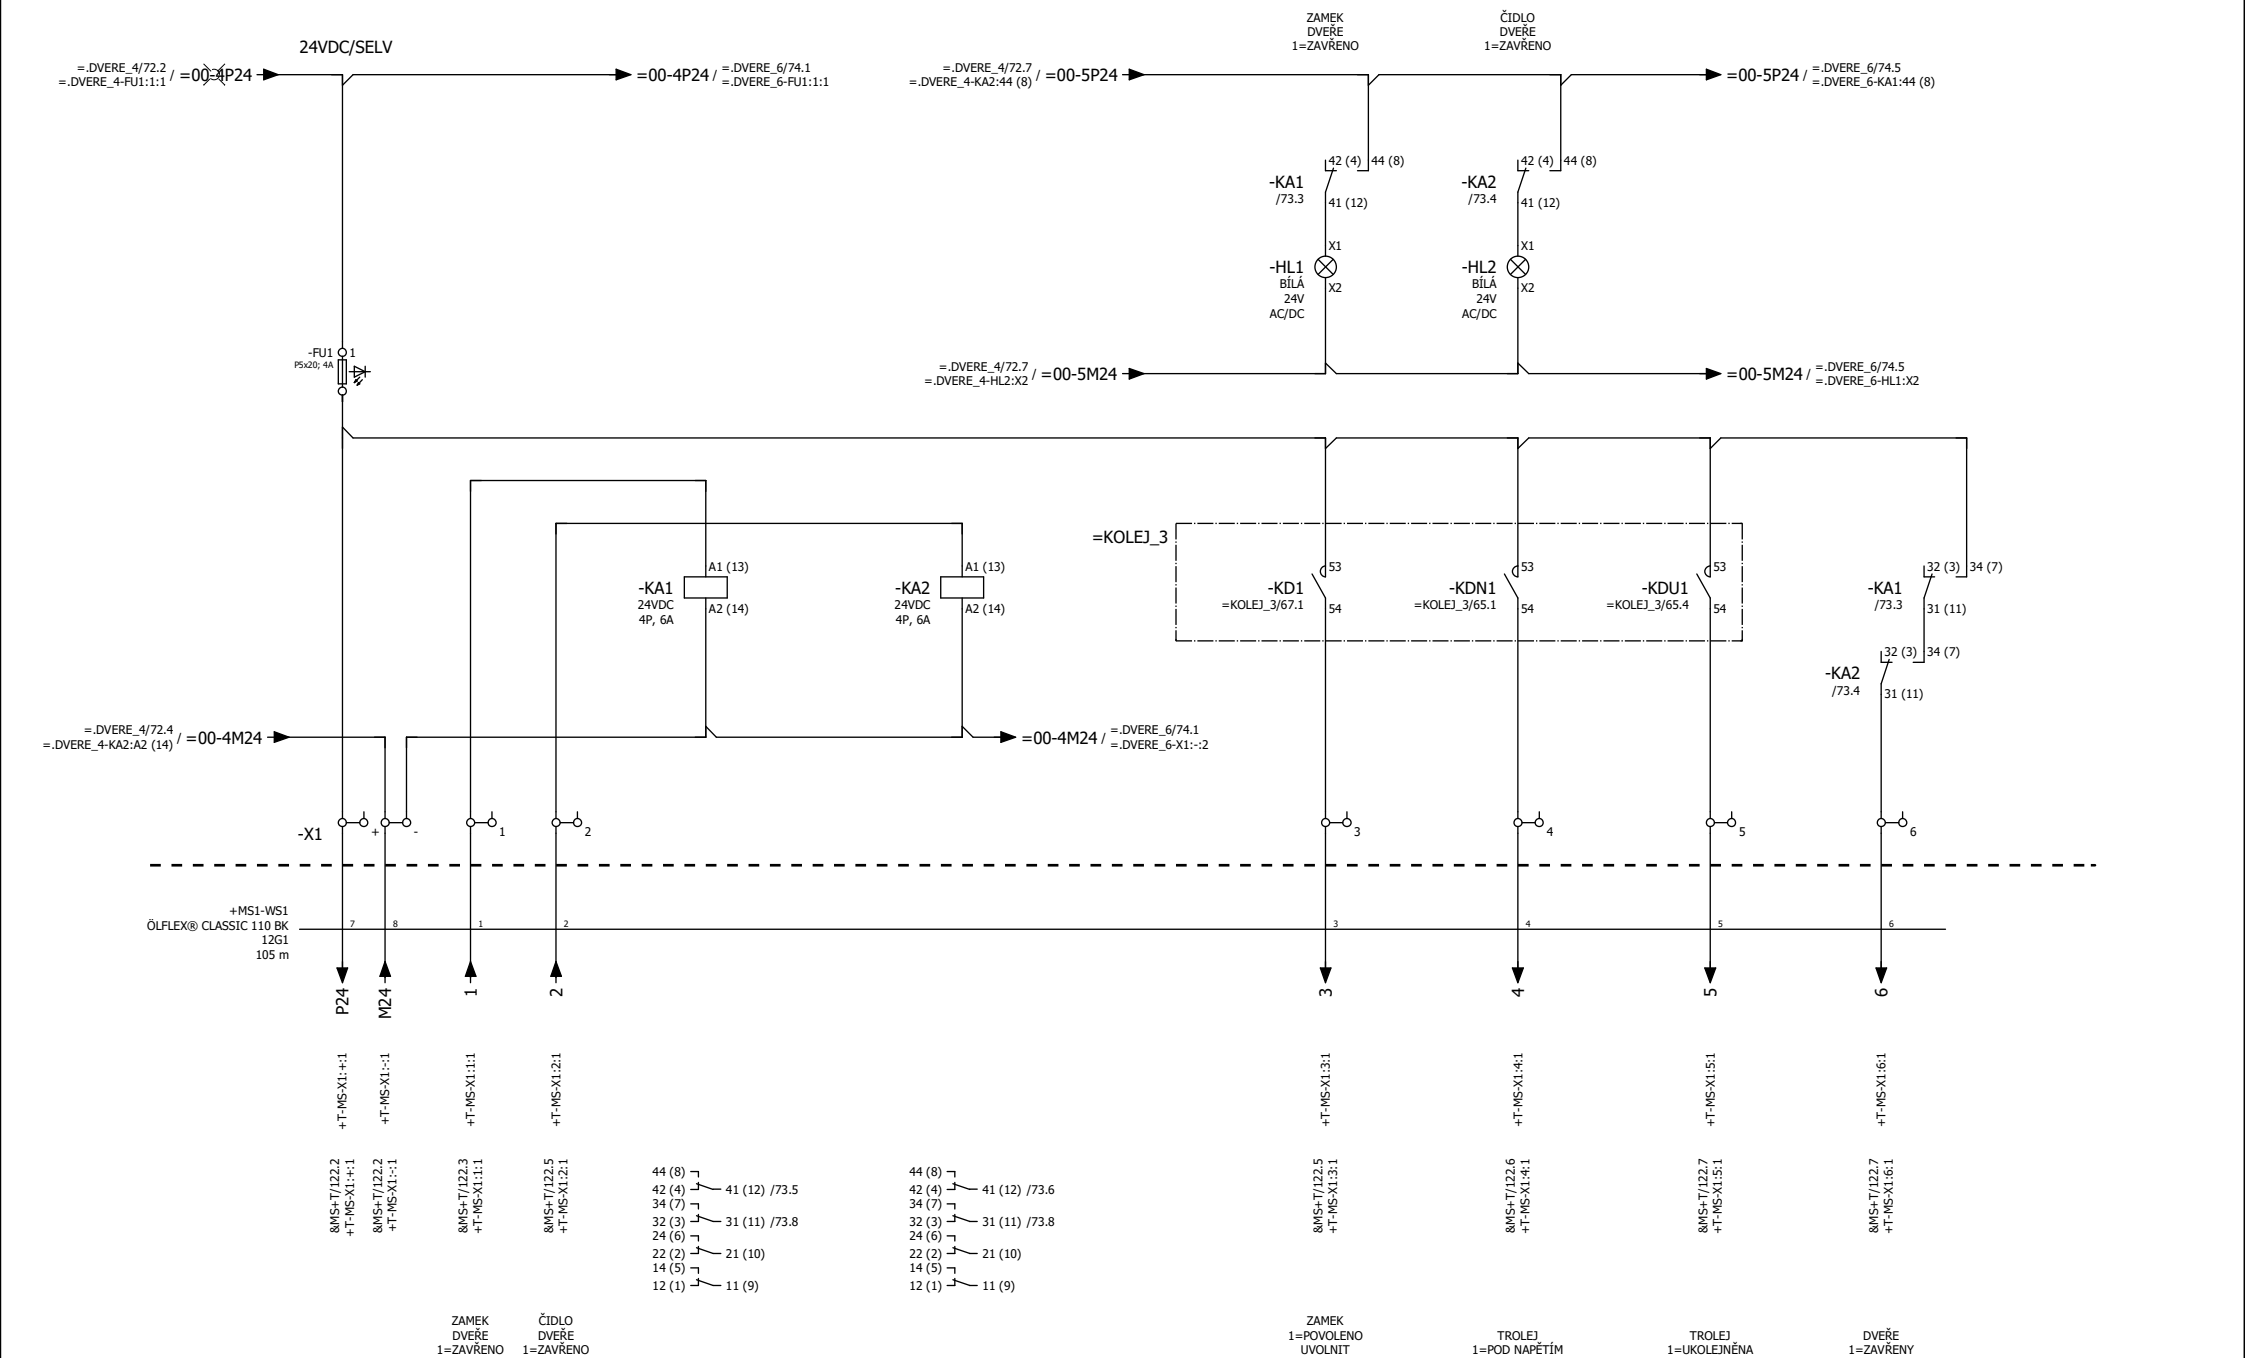 ZAMEK
DVEŘE
1=ZAVŘENO
ČIDLO
DVEŘE
1=ZAVŘENO
24VDC/SELV
=.DVERE_4/72.2
=.DVERE_4-FU1:1:1 / =00-4P24
=00-4P24 / =.DVERE_6/74.1
=.DVERE_6-FU1:1:1
=.DVERE_4/72.7
=.DVERE_4-KA2:44 (8) / =00-5P24
=00-5P24 / =.DVERE_6/74.5
=.DVERE_6-KA1:44 (8)
42 (4) 44 (8)
-KA1
/73.3
41 (12)
42 (4) 44 (8)
-KA2
/73.4
41 (12)
X1
-HL1
BÍLÁ
24V
AC/DC
X2
X1
-HL2
BÍLÁ
24V
AC/DC
X2
-FU1 1
P5x20; 4A
=.DVERE_4/72.7
=.DVERE_4-HL2:X2 / =00-5M24
=00-5M24 / =.DVERE_6/74.5
=.DVERE_6-HL1:X2
=KOLEJ_3
A1 (13)
-KA1
24VDC
4P, 6A
A2 (14)
A1 (13)
-KA2
24VDC
4P, 6A
A2 (14)
53
-KD1
=KOLEJ_3/67.1
54
53
-KDN1
=KOLEJ_3/65.1
54
53
-KDU1
=KOLEJ_3/65.4
54
32 (3) 34 (7)
-KA1
/73.3
31 (11)
32 (3) 34 (7)
-KA2
/73.4
31 (11)
=.DVERE_4/72.4
=.DVERE_4-KA2:A2 (14) / =00-4M24
=00-4M24 / =.DVERE_6/74.1
=.DVERE_6-X1:-:2
-X1 + - 1 2 3 4 5 6
+MS1-WS1
ÖLFLEX® CLASSIC 110 BK
12G1
105 m
7 8 1 2 3 4 5 6
P24
M24
1
2
3
4
5
6
+T-MS-X1:+:1
+T-MS-X1:-:1
+T-MS-X1:1:1
+T-MS-X1:2:1
+T-MS-X1:3:1
+T-MS-X1:4:1
+T-MS-X1:5:1
+T-MS-X1:6:1
&MS+T/122.2
+T-MS-X1:+:1
&MS+T/122.2
+T-MS-X1:-:1
&MS+T/122.3
+T-MS-X1:1:1
&MS+T/122.5
+T-MS-X1:2:1
44 (8)
42 (4) 41 (12) /73.5
34 (7)
32 (3) 31 (11) /73.8
24 (6)
22 (2) 21 (10)
14 (5)
12 (1) 11 (9)
44 (8)
42 (4) 41 (12) /73.6
34 (7)
32 (3) 31 (11) /73.8
24 (6)
22 (2) 21 (10)
14 (5)
12 (1) 11 (9)
&MS+T/122.5
+T-MS-X1:3:1
&MS+T/122.6
+T-MS-X1:4:1
&MS+T/122.7
+T-MS-X1:5:1
&MS+T/122.7
+T-MS-X1:6:1
ZAMEK
DVEŘE
1=ZAVŘENO
ČIDLO
DVEŘE
1=ZAVŘENO
ZAMEK
1=POVOLENO
UVOLNIT
TROLEJ
1=POD NAPĚTÍM
TROLEJ
1=UKOLEJNĚNA
DVEŘE
1=ZAVŘENY